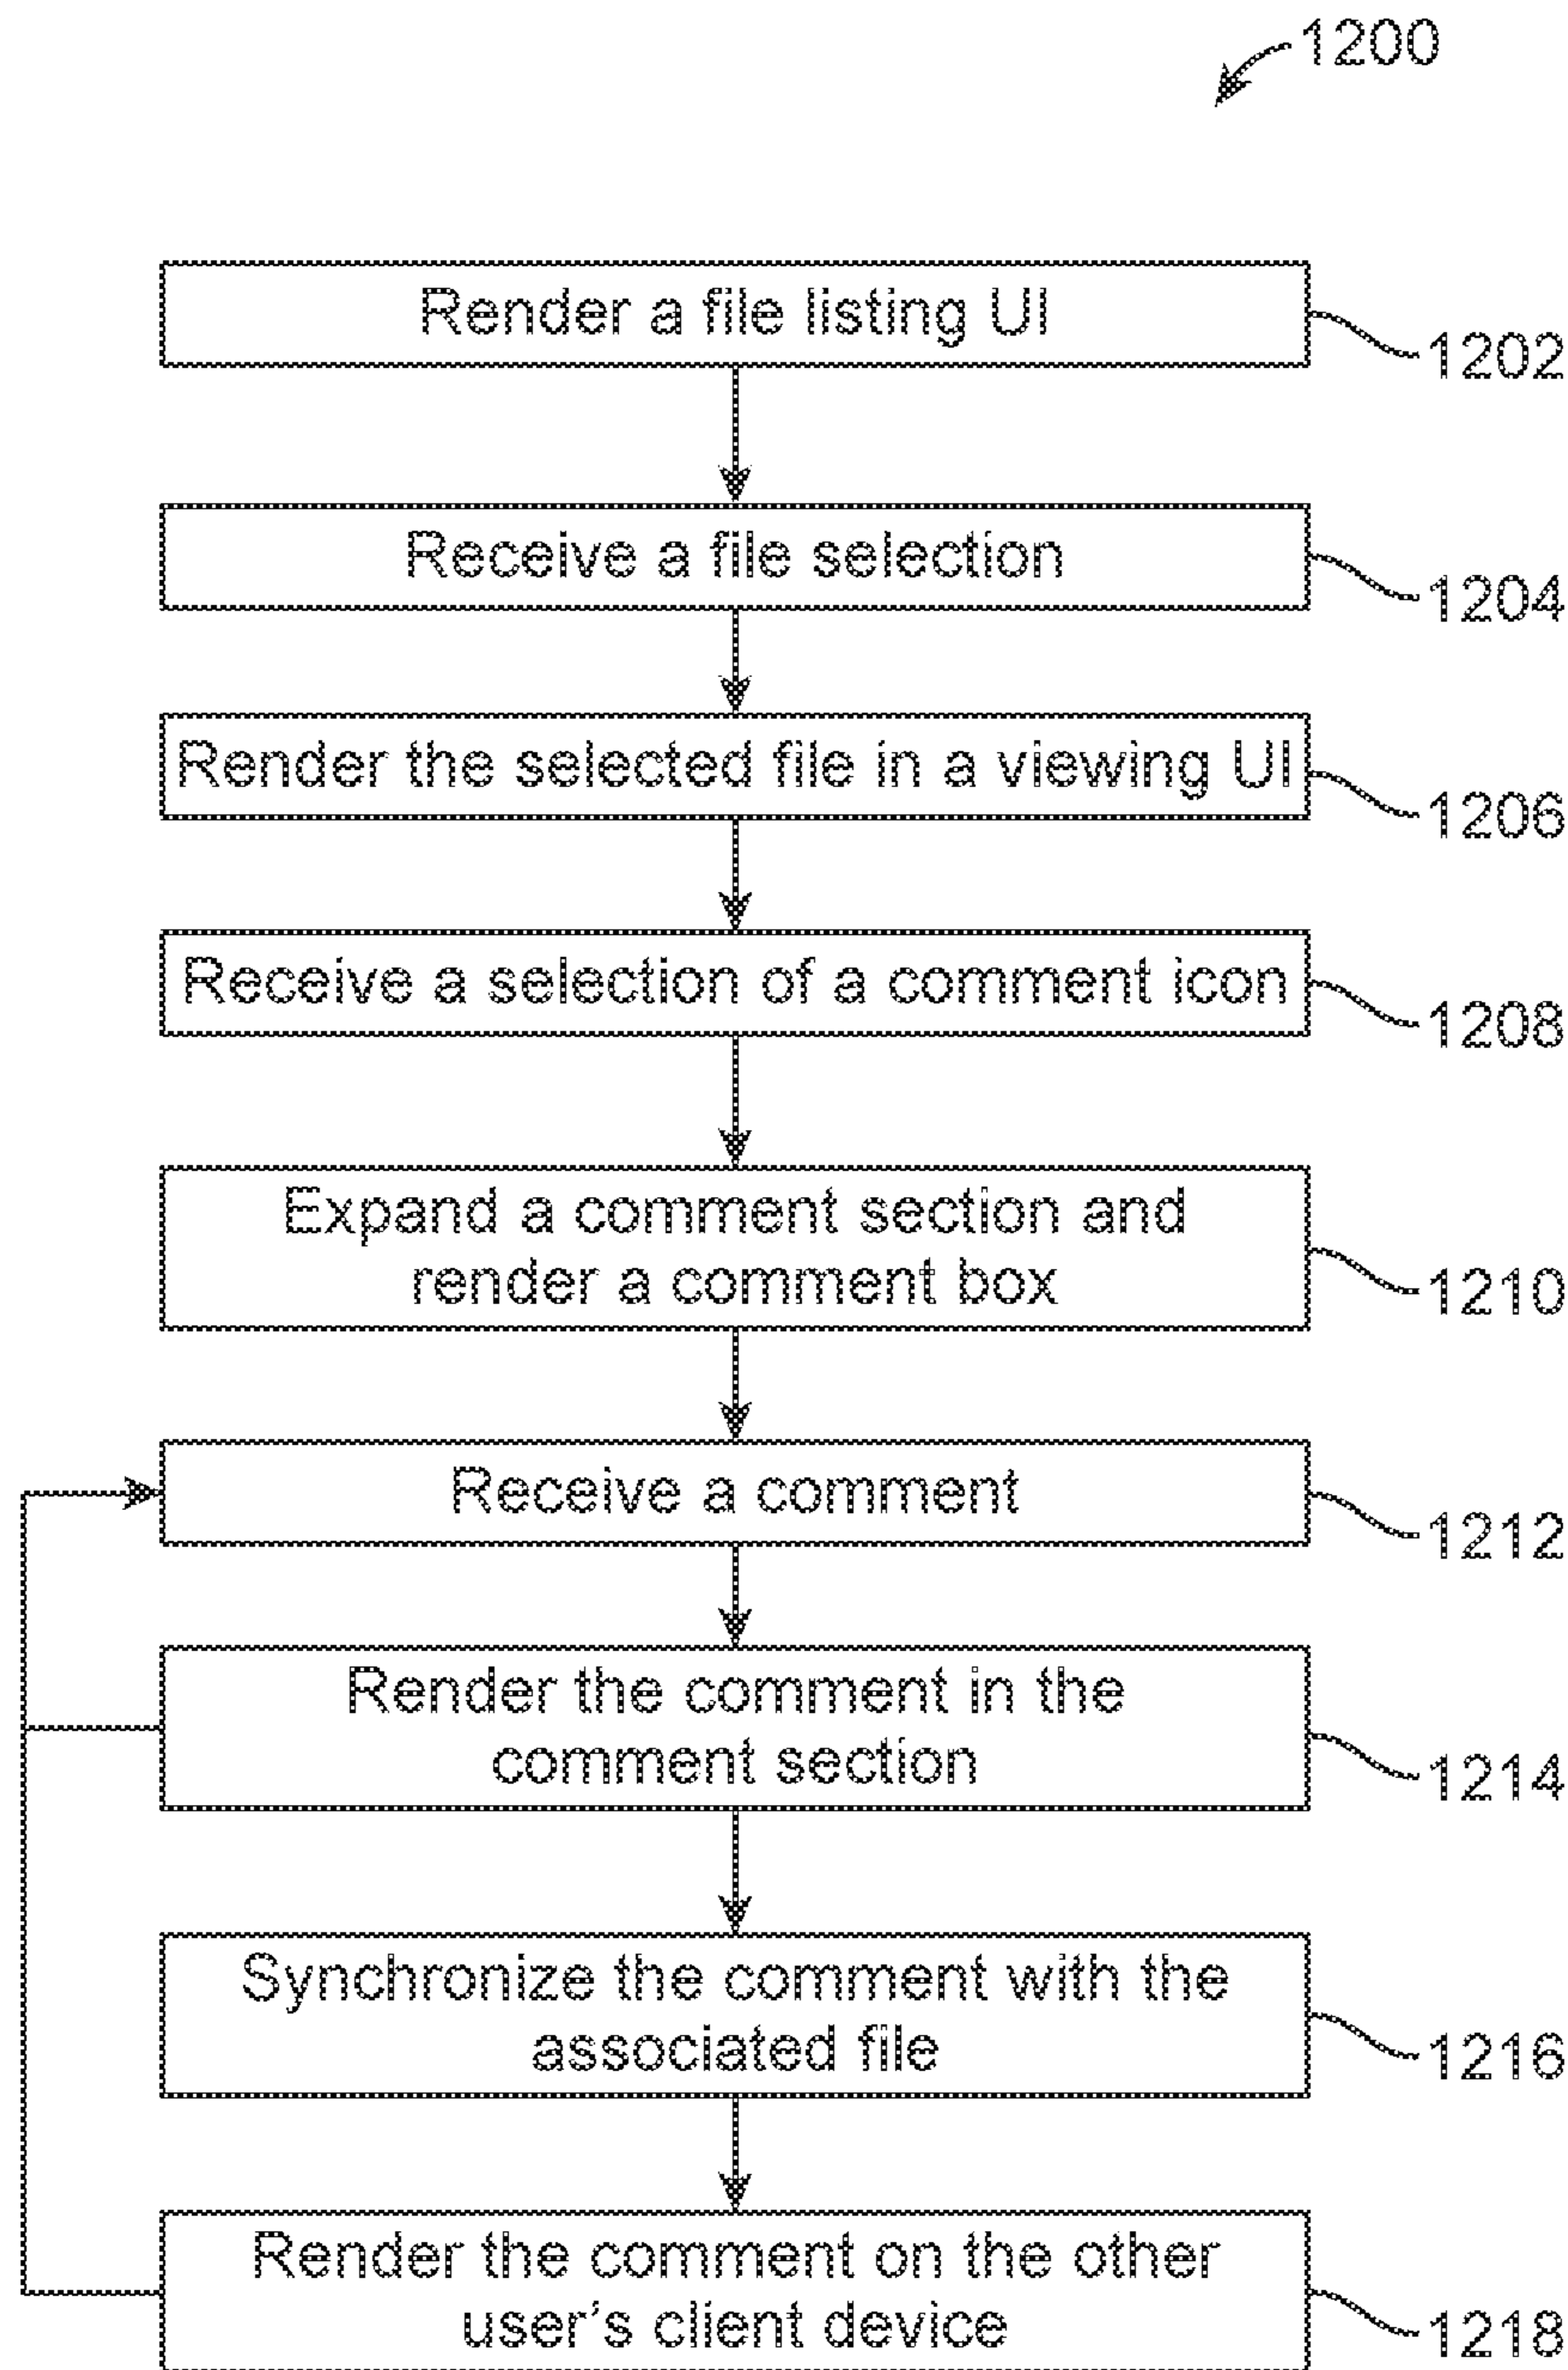 1200
Render a file listing UI
1202
Receive a file selection
1204
Render the selected file in a viewing UI
1206
Receive a selection of a comment icon
1208
Expand a comment section and
render a comment box
1210
Receive a comment
1212
Render the comment in the
comment section
1214
Synchronize the comment with the
associated file
1216
Render the comment on the other
user's client device
1218